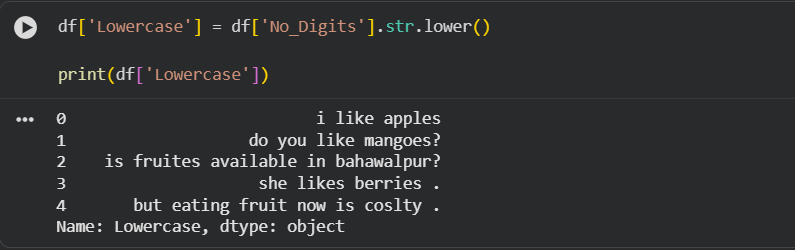 df['Lowercase'] = df['No_Digits'].str.lower()
print(df['Lowercase'])
0 i like apples
1 do you like mangoes?
2 is fruites available in bahawalpur?
3 she likes berries .
4 but eating fruit now is coslty .
Name: Lowercase, dtype: object